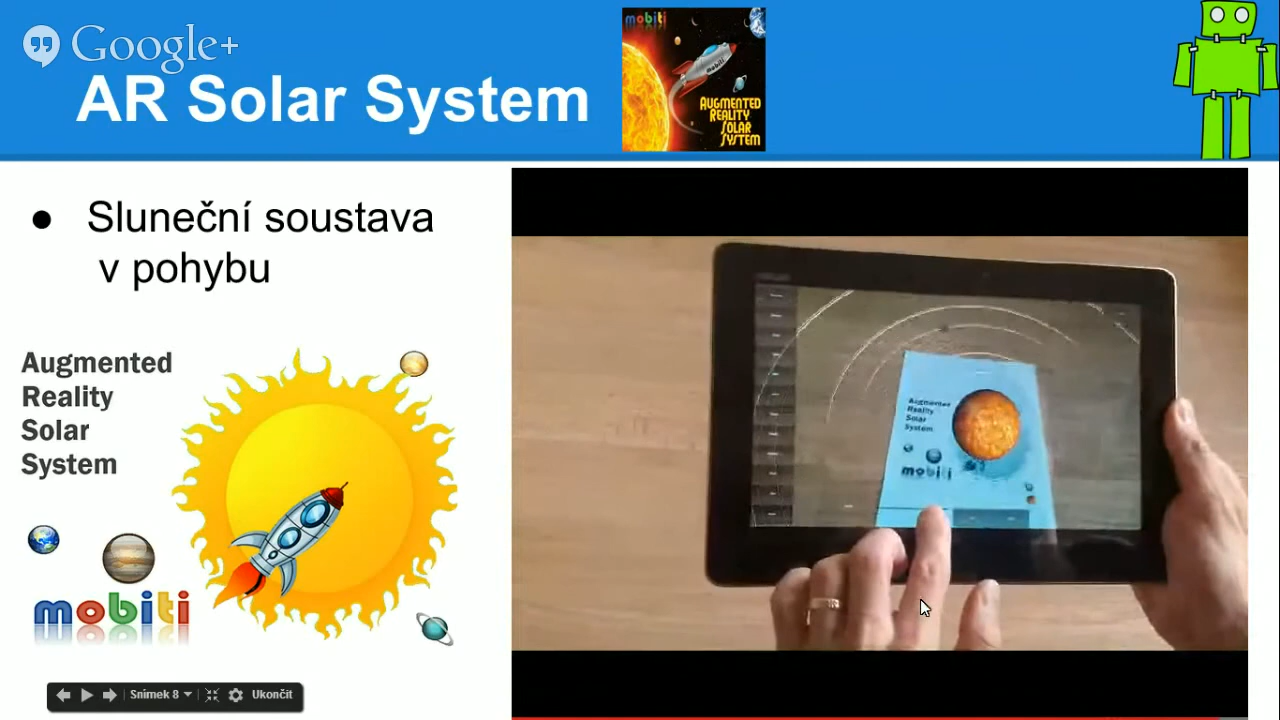 Google+
AR Solar System
mobiti
mobiti
AUGMENTED
REALITY
SOLAR
SYSTEM
● Sluneční soustava
v pohybu
Augmented
Reality
Solar
System
mobiti
Augmented
Reality
Solar
System
mobiti
Snímek 8
Ukončit